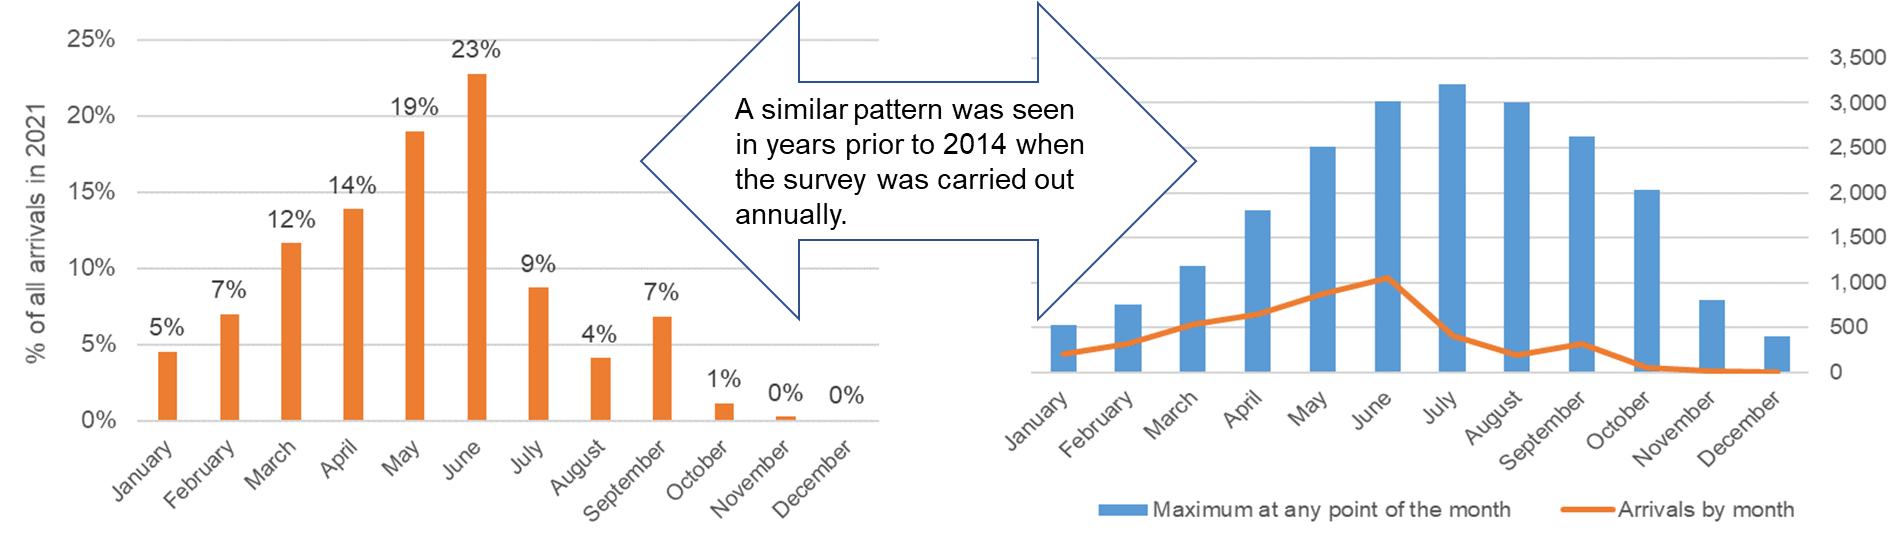 % of all arrivals in 2021
25%
20%
15%
10%
5%
0%
5%
7%
12%
14%
19%
23%
9%
4%
7%
1%
0%
0%
January
February
March
April
May
June
July
August
September
October
November
December
A similar pattern was seen
in years prior to 2014 when
the survey was carried out
annually.
3,500
3,000
2,500
2,000
1,500
1,000
500
0
January
February
March
April
May
June
July
August
September
October
November
December
Maximum at any point of the month
Arrivals by month